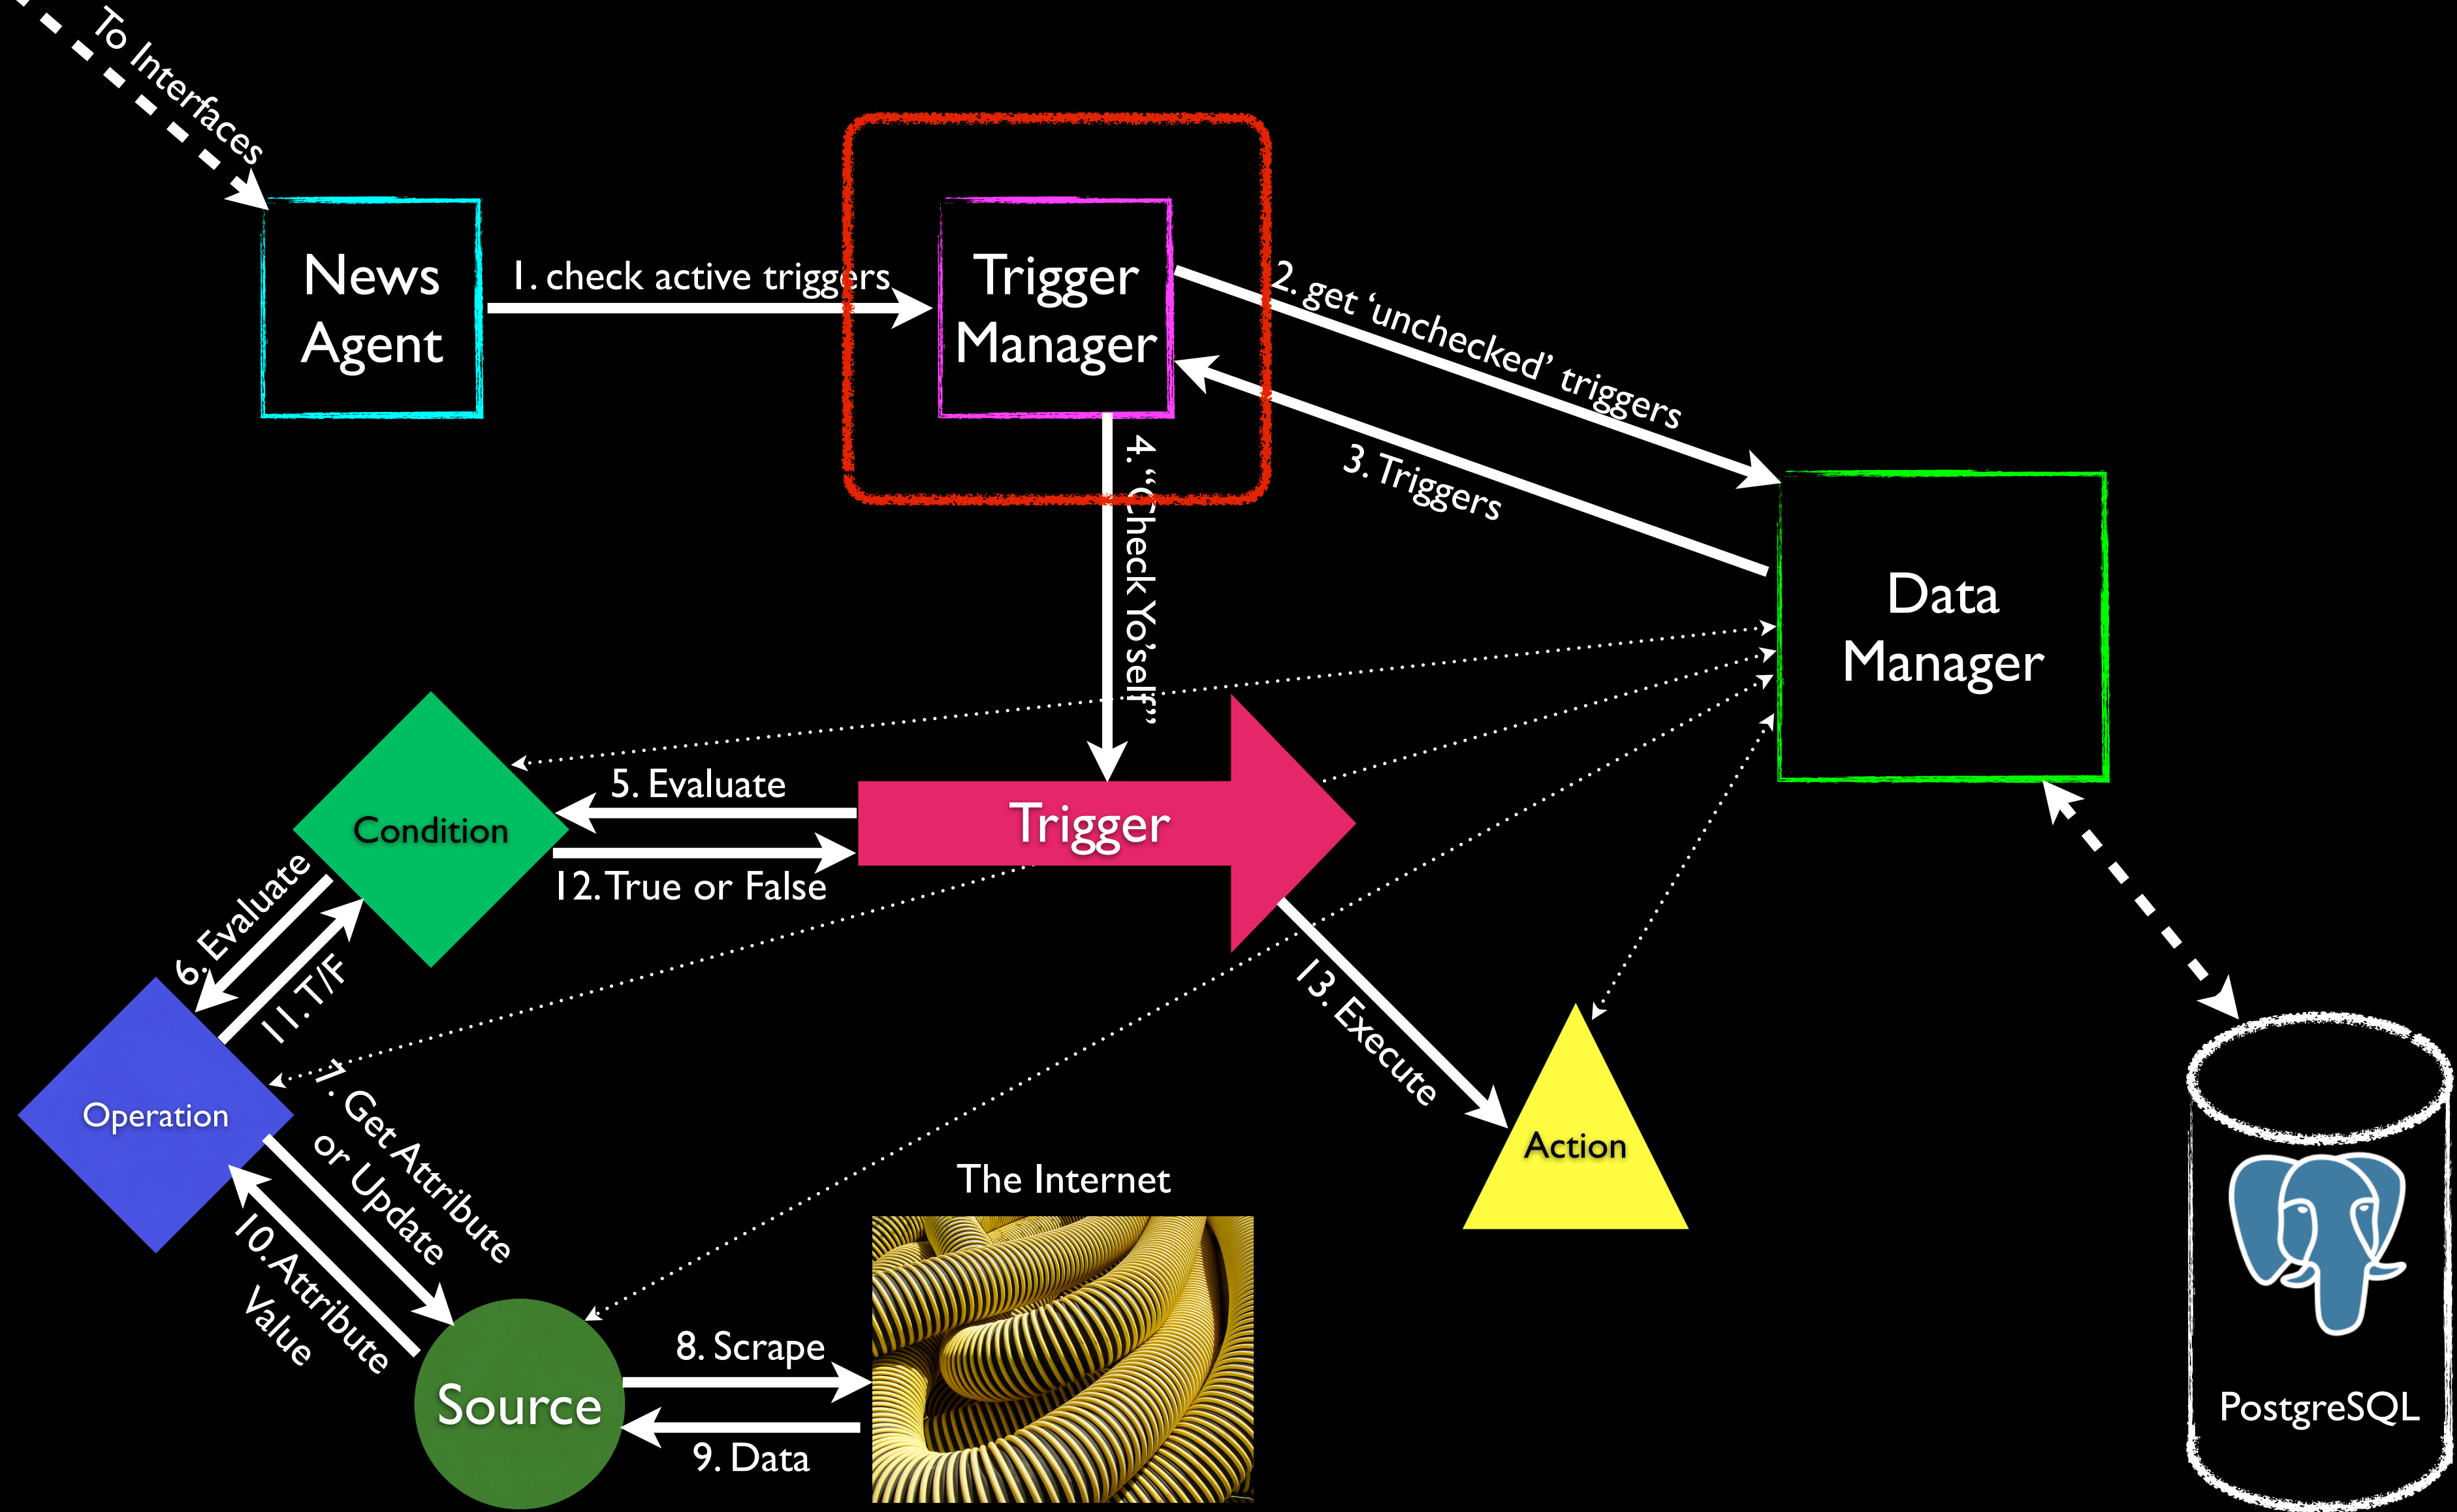 To Interfaces
News
Agent
1. check active triggers
Trigger
Manager
2. get ‘unchecked’ triggers
3. Triggers
4. “Check Yo’self”
Data
Manager
Condition
5. Evaluate
12. True or False
Trigger
6. Evaluate
11. T/F
13. Execute
Operation
7. Get Attribute
or Update
10. Attribute
Value
Action
The Internet
Source
8. Scrape
9. Data
PostgreSQL